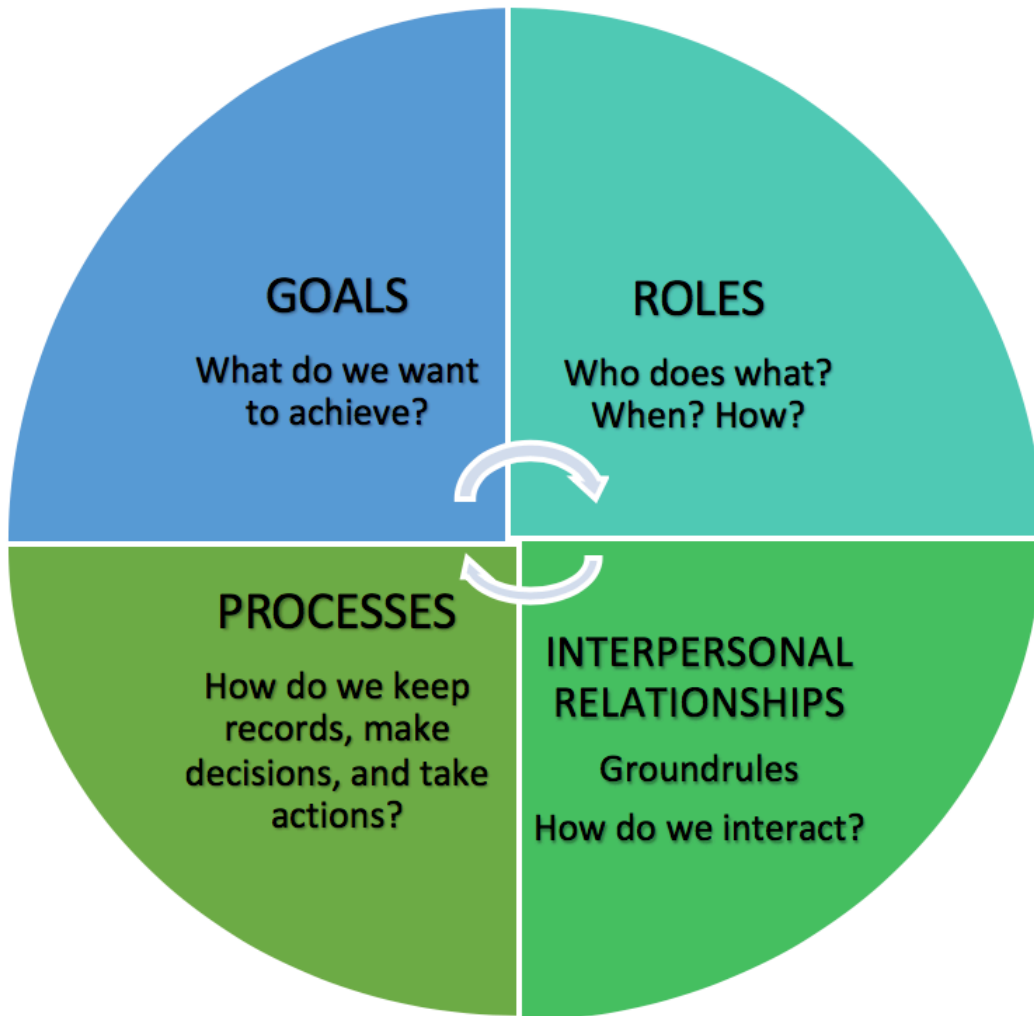 GOALS
What do we want
to achieve?
ROLES
Who does what?
When? How?
PROCESSES
How do we keep
records, make
decisions, and take
actions?
INTERPERSONAL
RELATIONSHIPS
Groundrules
How do we interact?